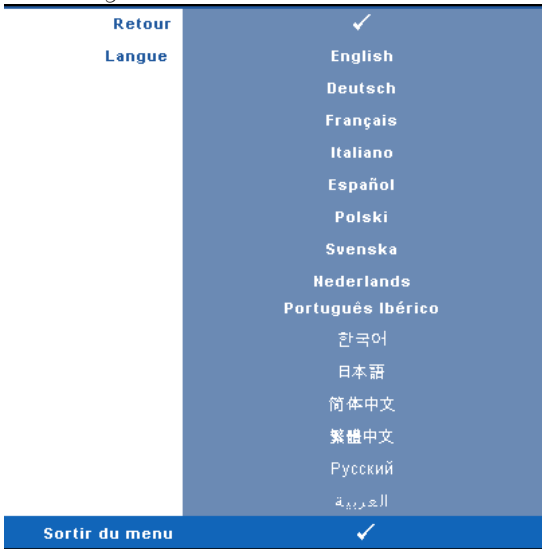 Retour ✓
Langue English
Deutsch
Français
Italiano
Español
Polski
Svenska
Nederlands
Português Ibérico
한국어
日本語
简体中文
繁體中文
Русский
العربية
Sortir du menu ✓